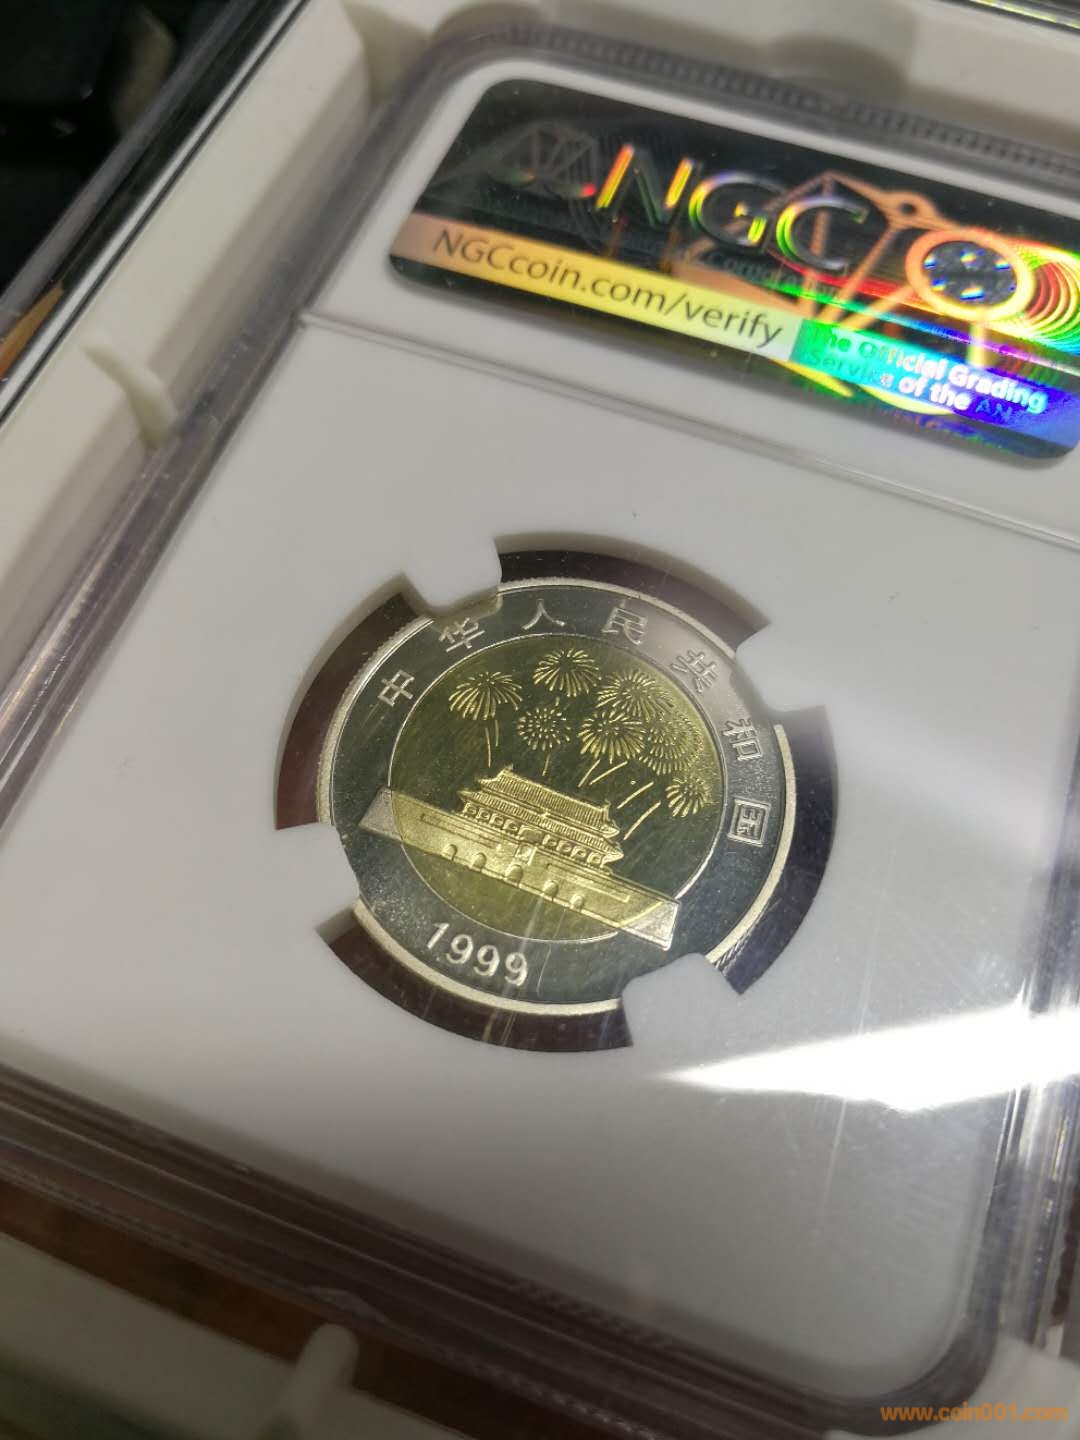 NGC
NGCcoin.com/verify
The Official Grading
Service of the AN
中华人民共和国
1999
www.coin001.com